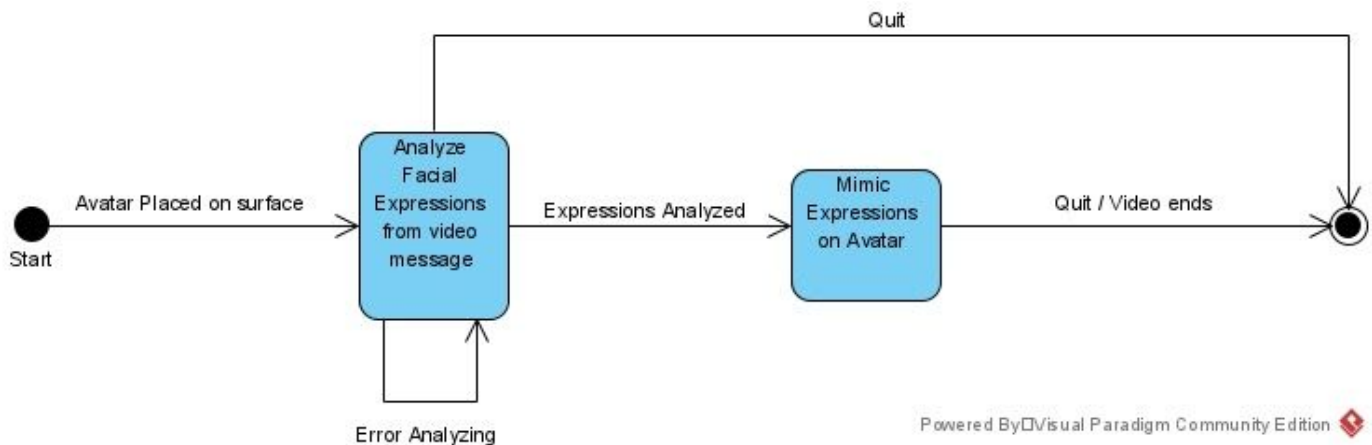 Quit
Avatar Placed on surface
Start
Analyze
Facial
Expressions
from video
message
Expressions Analyzed
Mimic
Expressions
on Avatar
Quit / Video ends
Error Analyzing
Powered By□Visual Paradigm Community Edition